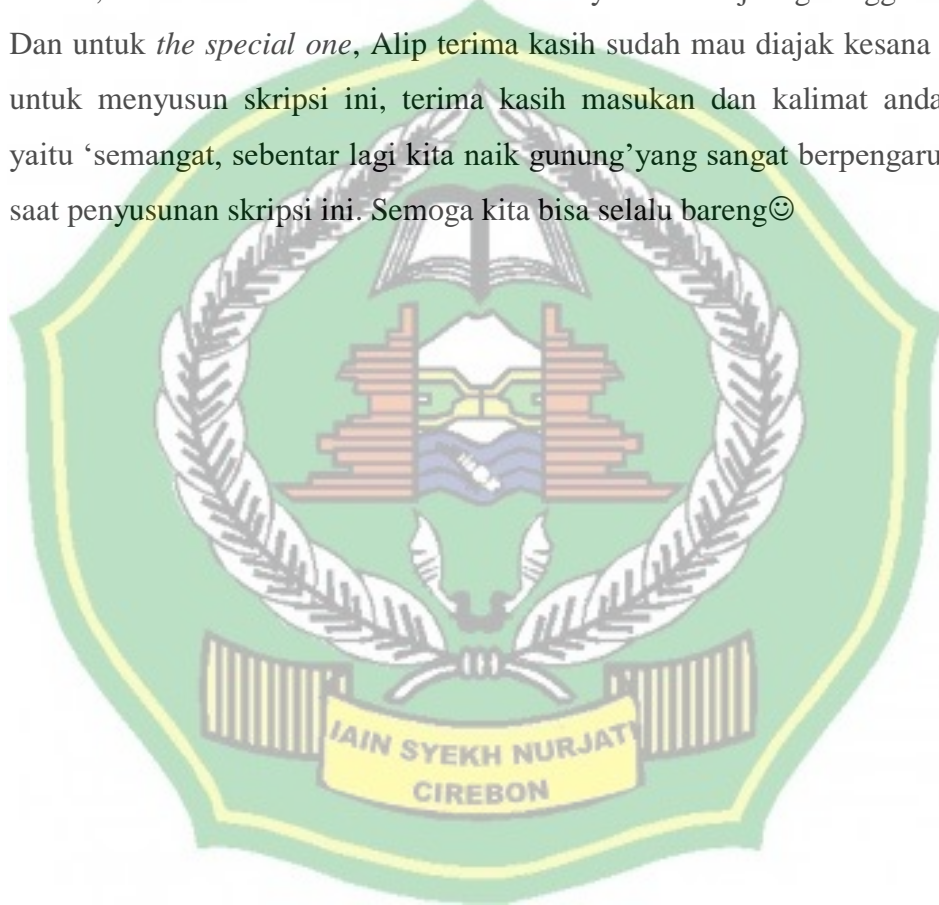 Dan untuk the special one, Alip terima kasih sudah mau diajak kesana
untuk menyusun skripsi ini, terima kasih masukan dan kalimat anda
yaitu ‘semangat, sebentar lagi kita naik gunung’yang sangat berpengaru
saat penyusunan skripsi ini. Semoga kita bisa selalu bareng☺
IAIN SYEKH NURJATI
CIREBON